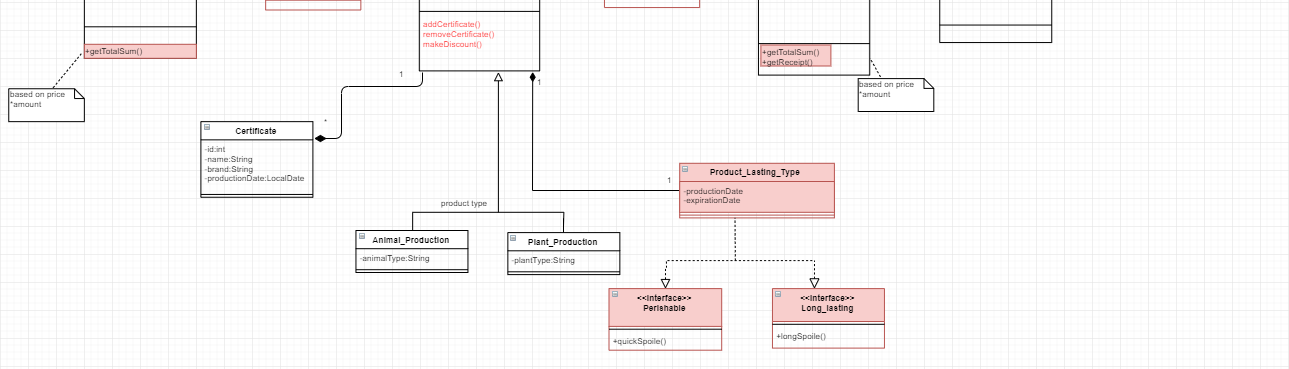 addCertificate()
removeCertificate()
makeDiscount()
+getTotalSum()
+getTotalSum()
+getReceipt()
based on price
*amount
based on price
*amount
1
1
*
Certificate
-id:int
-name:String
-brand:String
-productionDate:LocalDate
1
Product_Lasting_Type
-productionDate
-expirationDate
product type
Animal_Production
-animalType:String
Plant_Production
-plantType:String
<<interface>>
Perishable
+quickSpoile()
<<interface>>
Long_lasting
+longSpoile()